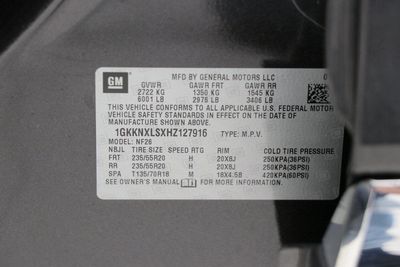 GM
MFD BY GENERAL MOTORS LLC 0
GVWR GAWR FRT GAWR RR
2722 KG 1350 KG 1545 KG
6001 LB 2976 LB 3406 LB
THIS VEHICLE CONFORMS TO ALL APPLICABLE U.S. FEDERAL MOTOR
VEHICLE SAFETY STANDARDS IN EFFECT ON THE DATE OF
1GKKNXLSXHZ127916 TYPE: M.P.V.
MODEL: NF26
NBJL TIRE SIZE SPEED RTG RIM COLD TIRE PRESSURE
FRT 235/55R20 H 20X8J 250KPA(36PSI)
RR 235/55R20 H 20X8J 250KPA(36PSI)
SPA T135/70R18 M 18X4.5B 420KPA(60PSI)
SEE OWNER'S MANUAL FOR MORE INFORMATION.